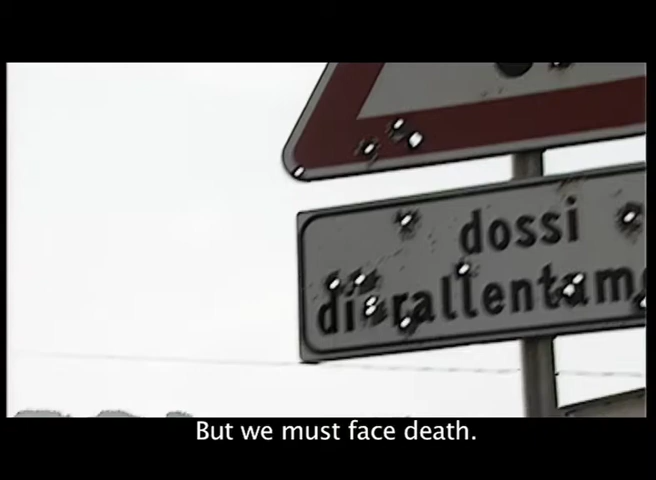 dossi
di rallentam
But we must face death.